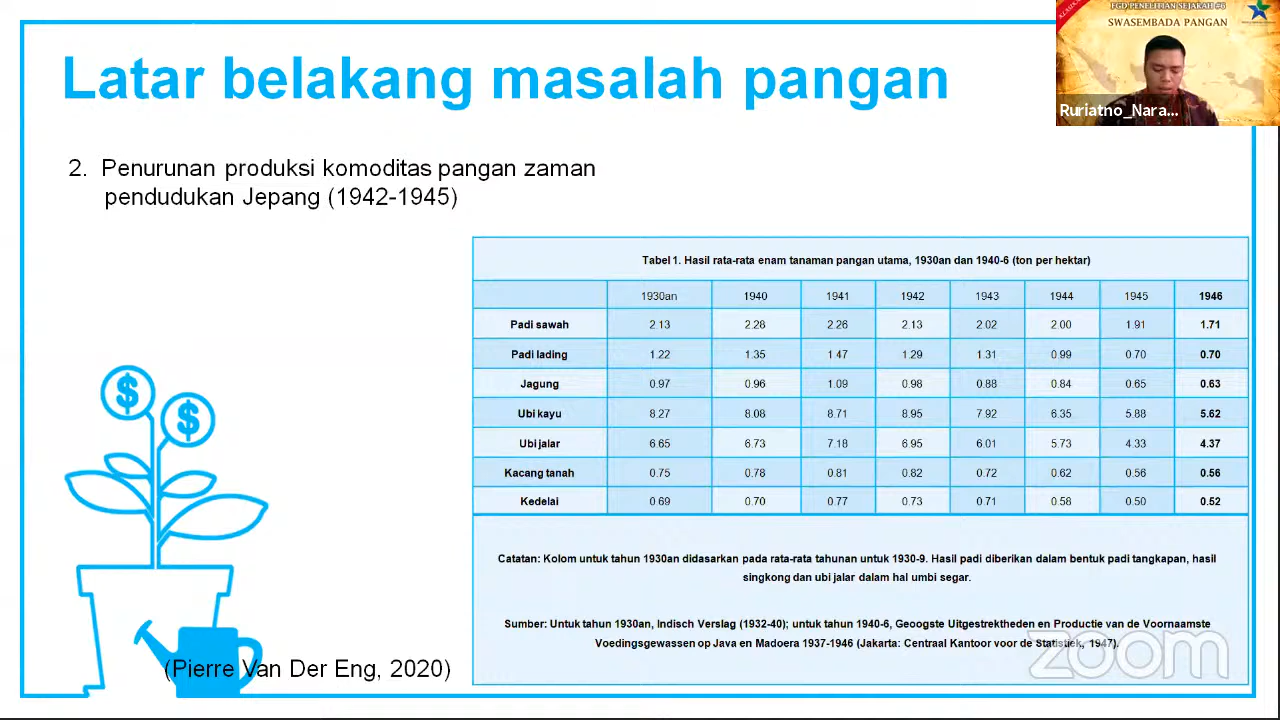 Latar belakang masalah pangan
FGD PENELITIAN SEJARAH #6
SWASEMBADA PANGAN
Ruriatno_Nara...
2. Penurunan produksi komoditas pangan zaman
pendudukan Jepang (1942-1945)
Tabel 1. Hasil rata-rata enam tanaman pangan utama, 1930an dan 1940-6 (ton per hektar)
1930an 1940 1941 1942 1943 1944 1945 1946
Padi sawah 2.13 2.28 2.26 2.13 2.02 2.00 1.91 1.71
Padi lading 1.22 1.35 1.47 1.29 1.31 0.99 0.70 0.70
Jagung 0.97 0.96 1.09 0.98 0.88 0.84 0.65 0.63
Ubi kayu 8.27 8.08 8.71 8.95 7.92 6.35 5.88 5.62
Ubi jalar 6.65 6.73 7.18 6.95 6.01 5.73 4.33 4.37
Kacang tanah 0.75 0.78 0.81 0.82 0.72 0.62 0.56 0.56
Kedelai 0.69 0.70 0.77 0.73 0.71 0.58 0.50 0.52
Catatan: Kolom untuk tahun 1930an didasarkan pada rata-rata tahunan untuk 1930-9. Hasil padi diberikan dalam bentuk padi tangkapan, hasil
singkong dan ubi jalar dalam hal umbi segar.
Sumber: Untuk tahun 1930an, Indisch Verslag (1932-40); untuk tahun 1940-6, Geoogste Uitgestrektheden en Productie van de Voornaamste
Voedingsgewassen op Java en Madoera 1937-1946 (Jakarta: Centraal Kantoor voor de Statistiek, 1947).
$
$
(Pierre Van Der Eng, 2020)
zoom